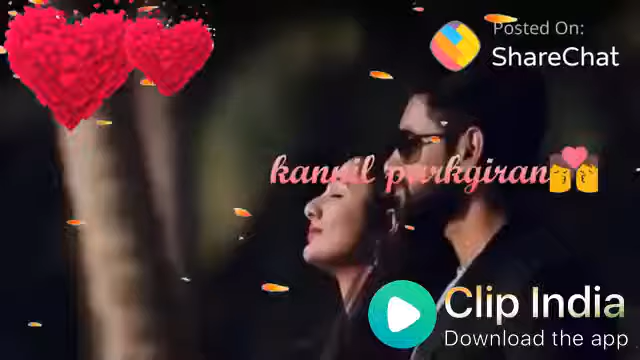 Posted On:
ShareChat
kannil parkgiran
Clip India
Download the app